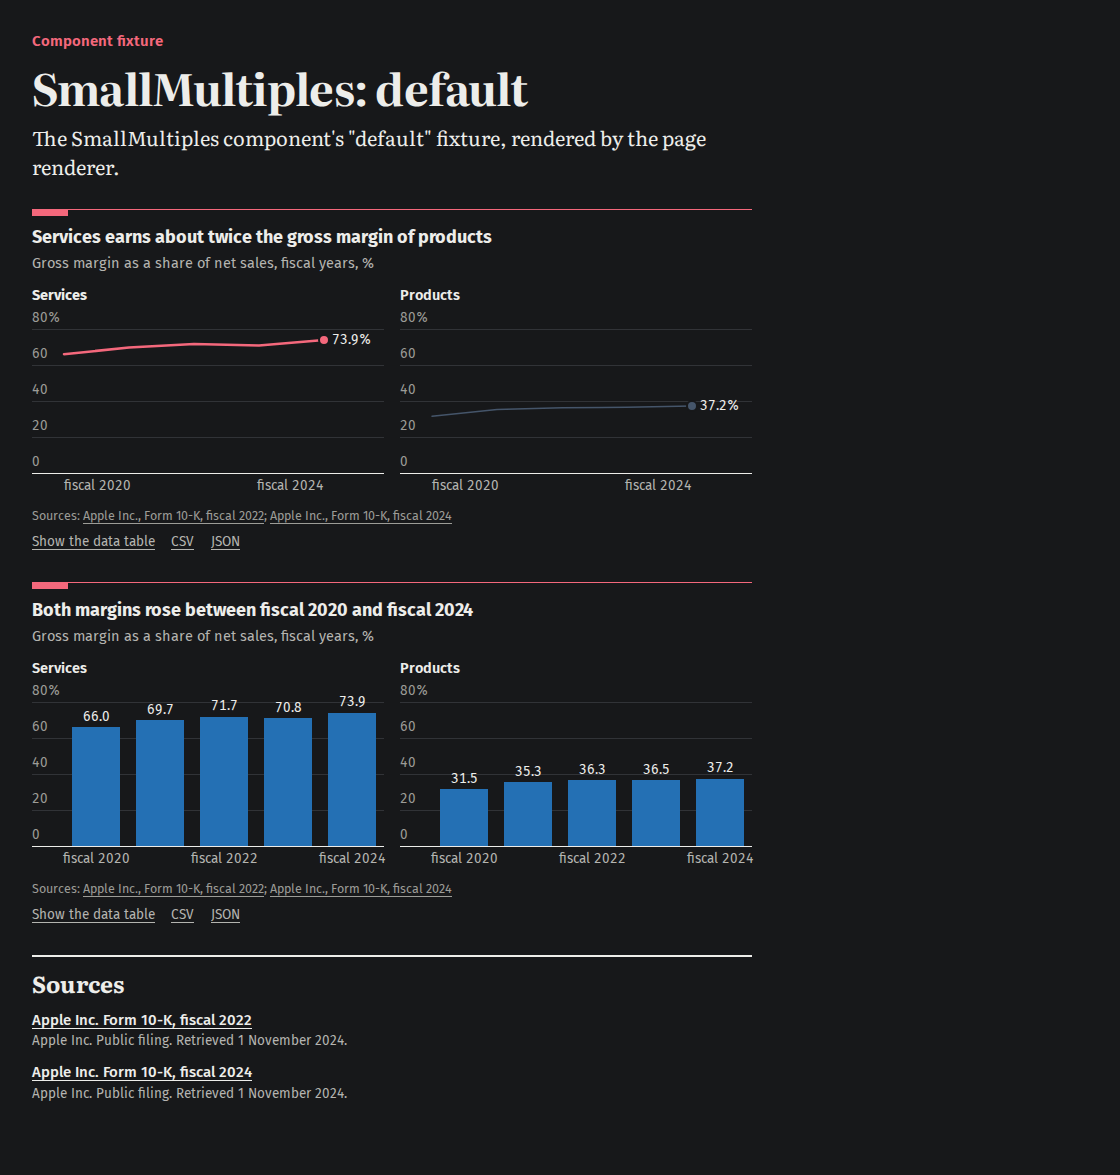 Component fixture
SmallMultiples: default
The SmallMultiples component's "default" fixture, rendered by the page
renderer.
Services earns about twice the gross margin of products
Gross margin as a share of net sales, fiscal years, %
Services
80%
73.9%
60
40
20
0
fiscal 2020 fiscal 2024
Products
80%
60
40
37.2%
20
0
fiscal 2020 fiscal 2024
Sources: Apple Inc., Form 10-K, fiscal 2022; Apple Inc., Form 10-K, fiscal 2024
Show the data table CSV JSON
Both margins rose between fiscal 2020 and fiscal 2024
Gross margin as a share of net sales, fiscal years, %
Services
80%
66.0 69.7 71.7 70.8 73.9
60
40
20
0
fiscal 2020 fiscal 2022 fiscal 2024
Products
80%
60
40
31.5 35.3 36.3 36.5 37.2
20
0
fiscal 2020 fiscal 2022 fiscal 2024
Sources: Apple Inc., Form 10-K, fiscal 2022; Apple Inc., Form 10-K, fiscal 2024
Show the data table CSV JSON
Sources
Apple Inc. Form 10-K, fiscal 2022
Apple Inc. Public filing. Retrieved 1 November 2024.
Apple Inc. Form 10-K, fiscal 2024
Apple Inc. Public filing. Retrieved 1 November 2024.